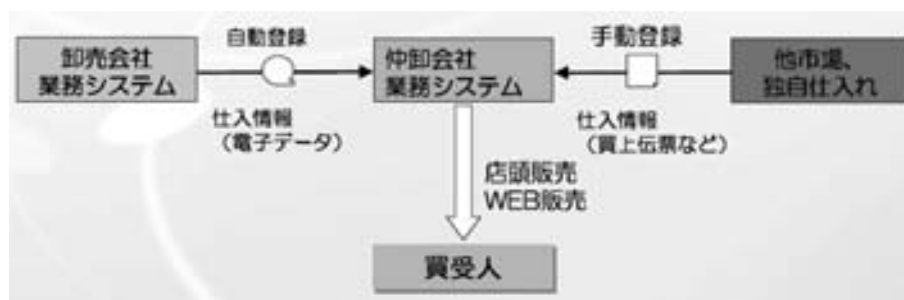 卸売会社
業務システム
自動登録
仕入情報
(電子データ)
仲卸会社
業務システム
手動登録
仕入情報
(買上伝票など)
他市場、
独自仕入れ
店頭販売
WEB販売
買受人